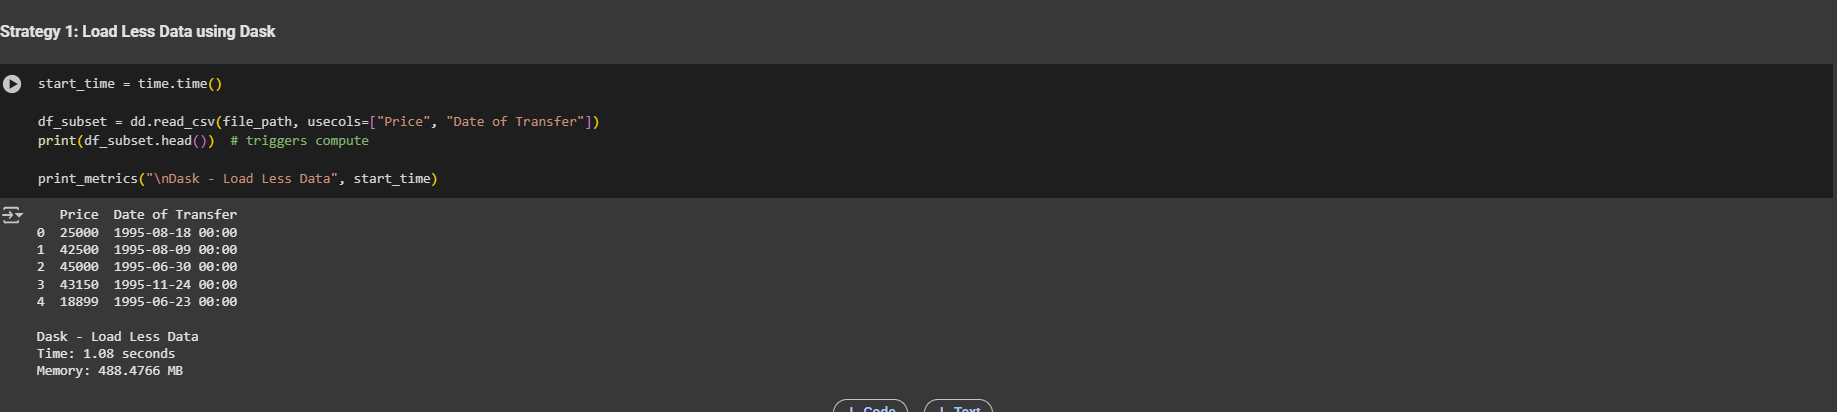 Strategy 1: Load Less Data using Dask
start_time = time.time()
df_subset = dd.read_csv(file_path, usecols=["Price", "Date of Transfer"])
print(df_subset.head())  # triggers compute
print_metrics("\nDask - Load Less Data", start_time)
   Price  Date of Transfer
0  25000  1995-08-18 00:00
1  42500  1995-08-09 00:00
2  45000  1995-06-30 00:00
3  43150  1995-11-24 00:00
4  18899  1995-06-23 00:00
Dask - Load Less Data
Time: 1.08 seconds
Memory: 488.4766 MB
+ Code + Text